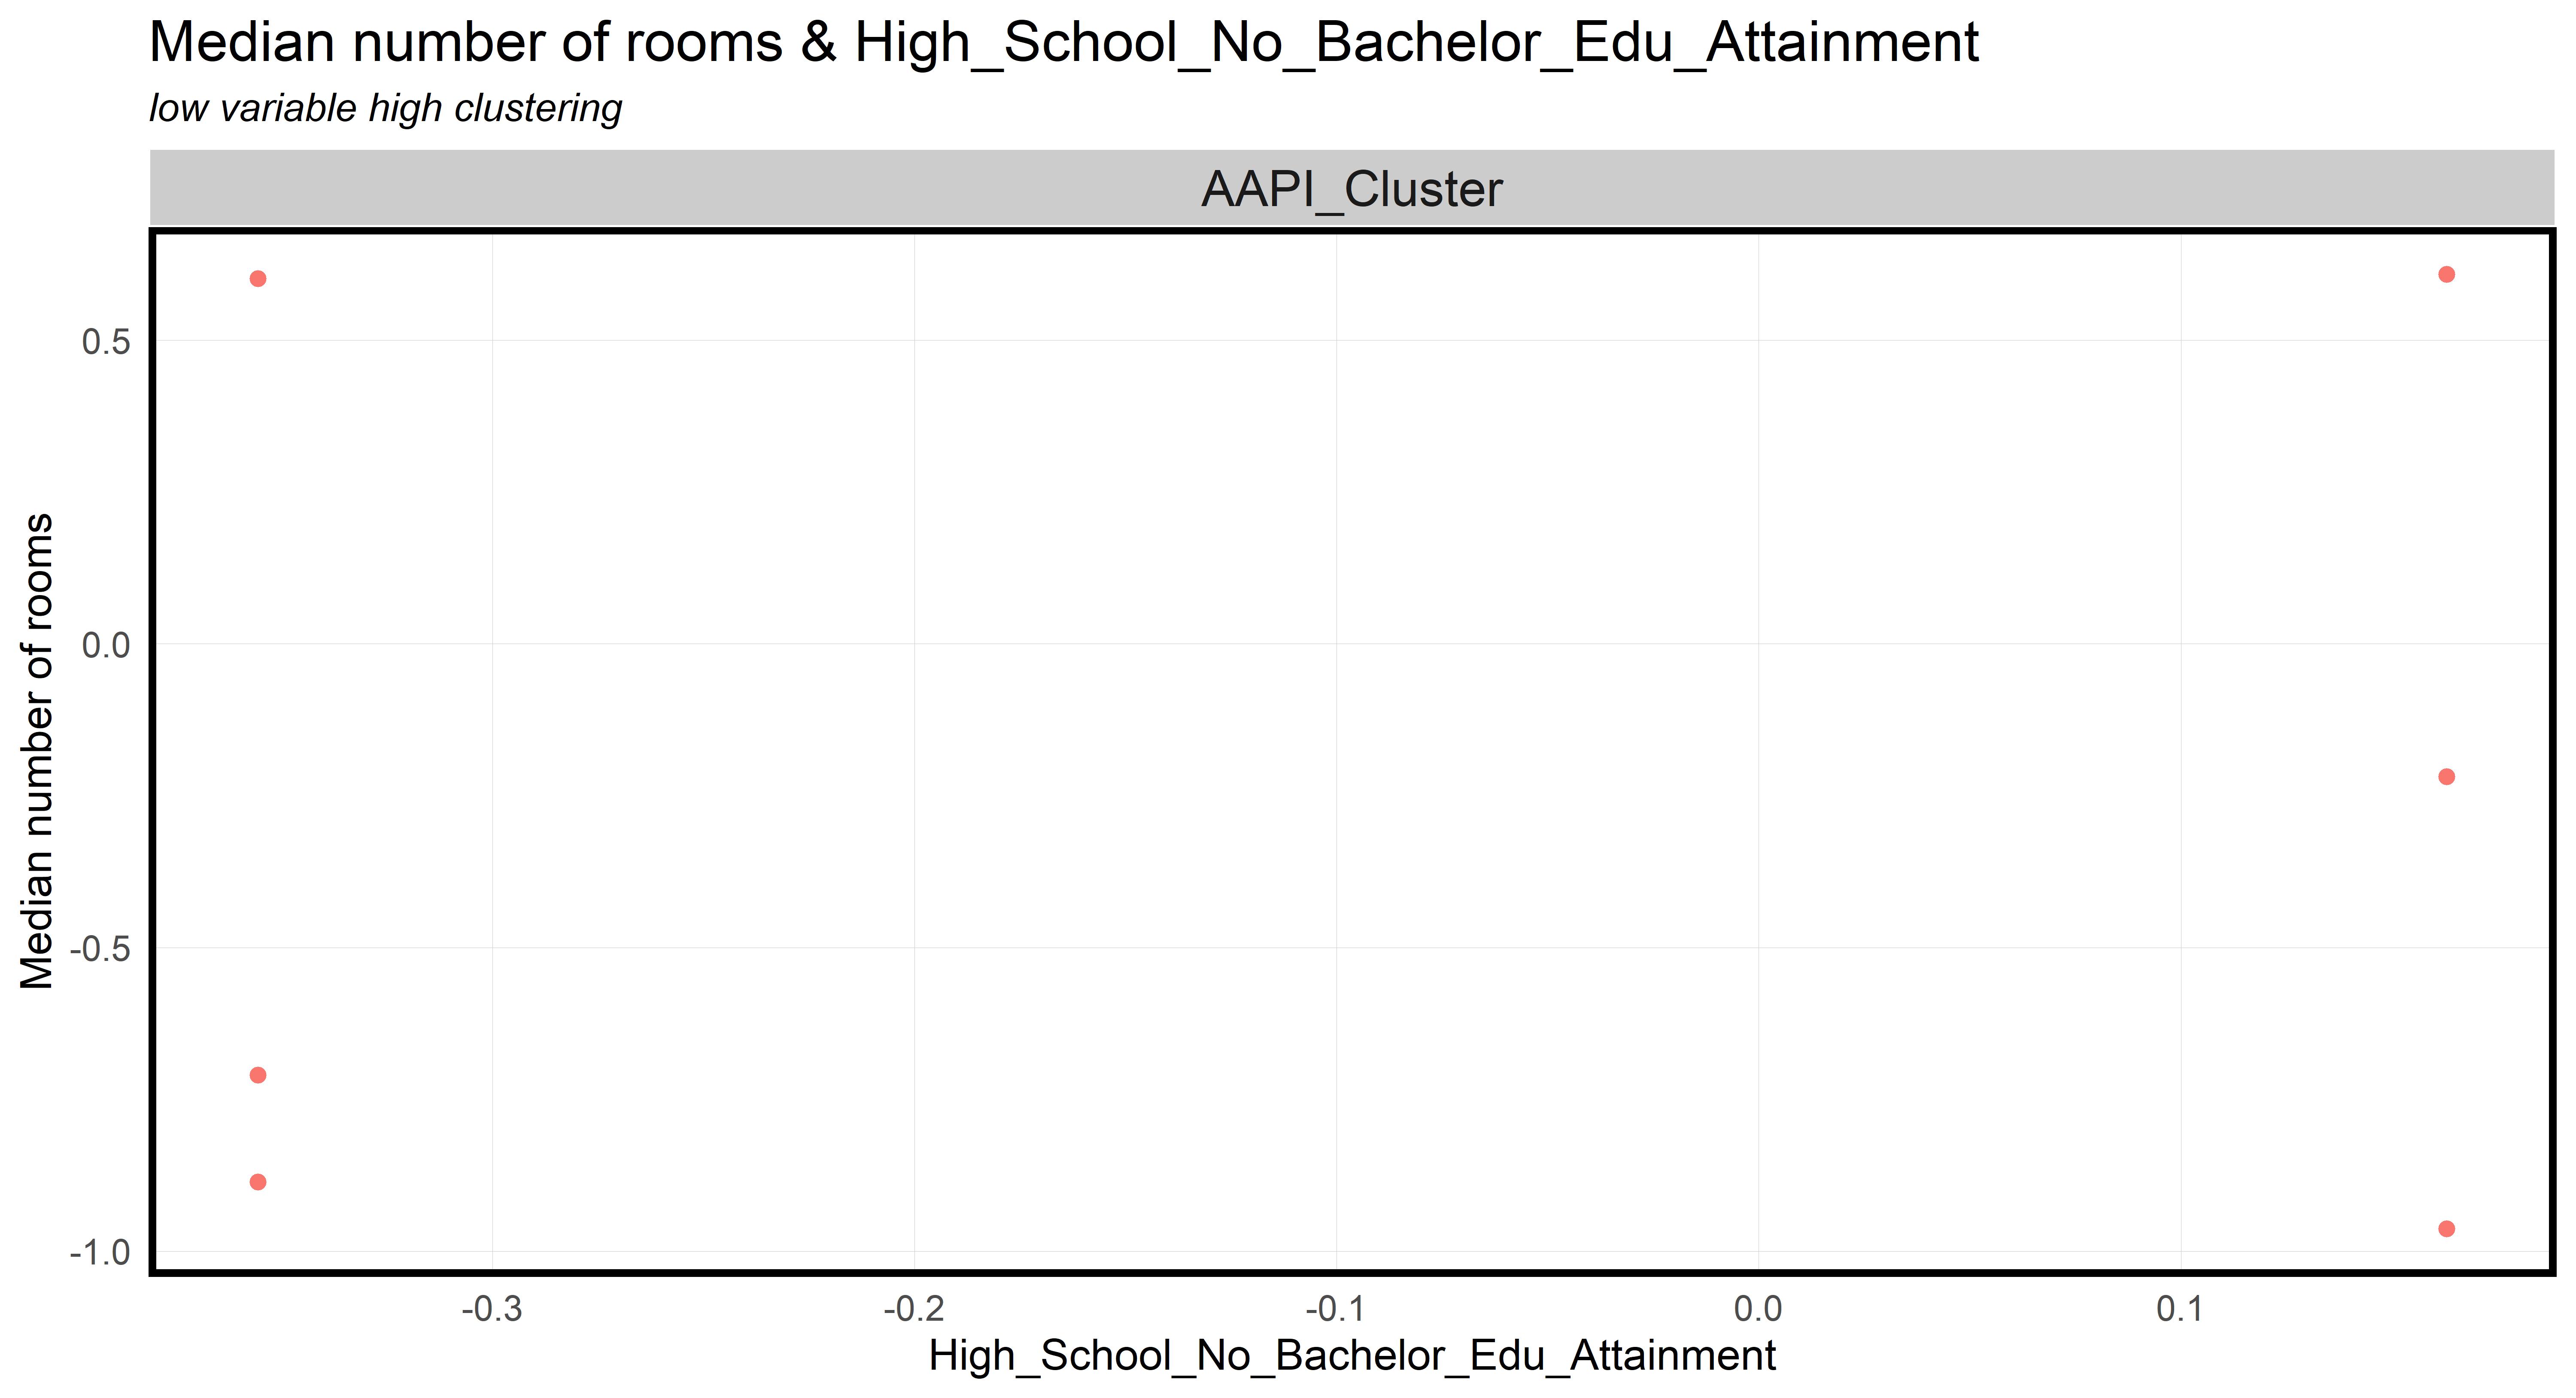 Median number of rooms & High_School_No_Bachelor_Edu_Attainment
low variable high clustering
AAPI_Cluster
Median number of rooms
0.5
0.0
-0.5
-1.0
-0.3 -0.2 -0.1 0.0 0.1
High_School_No_Bachelor_Edu_Attainment